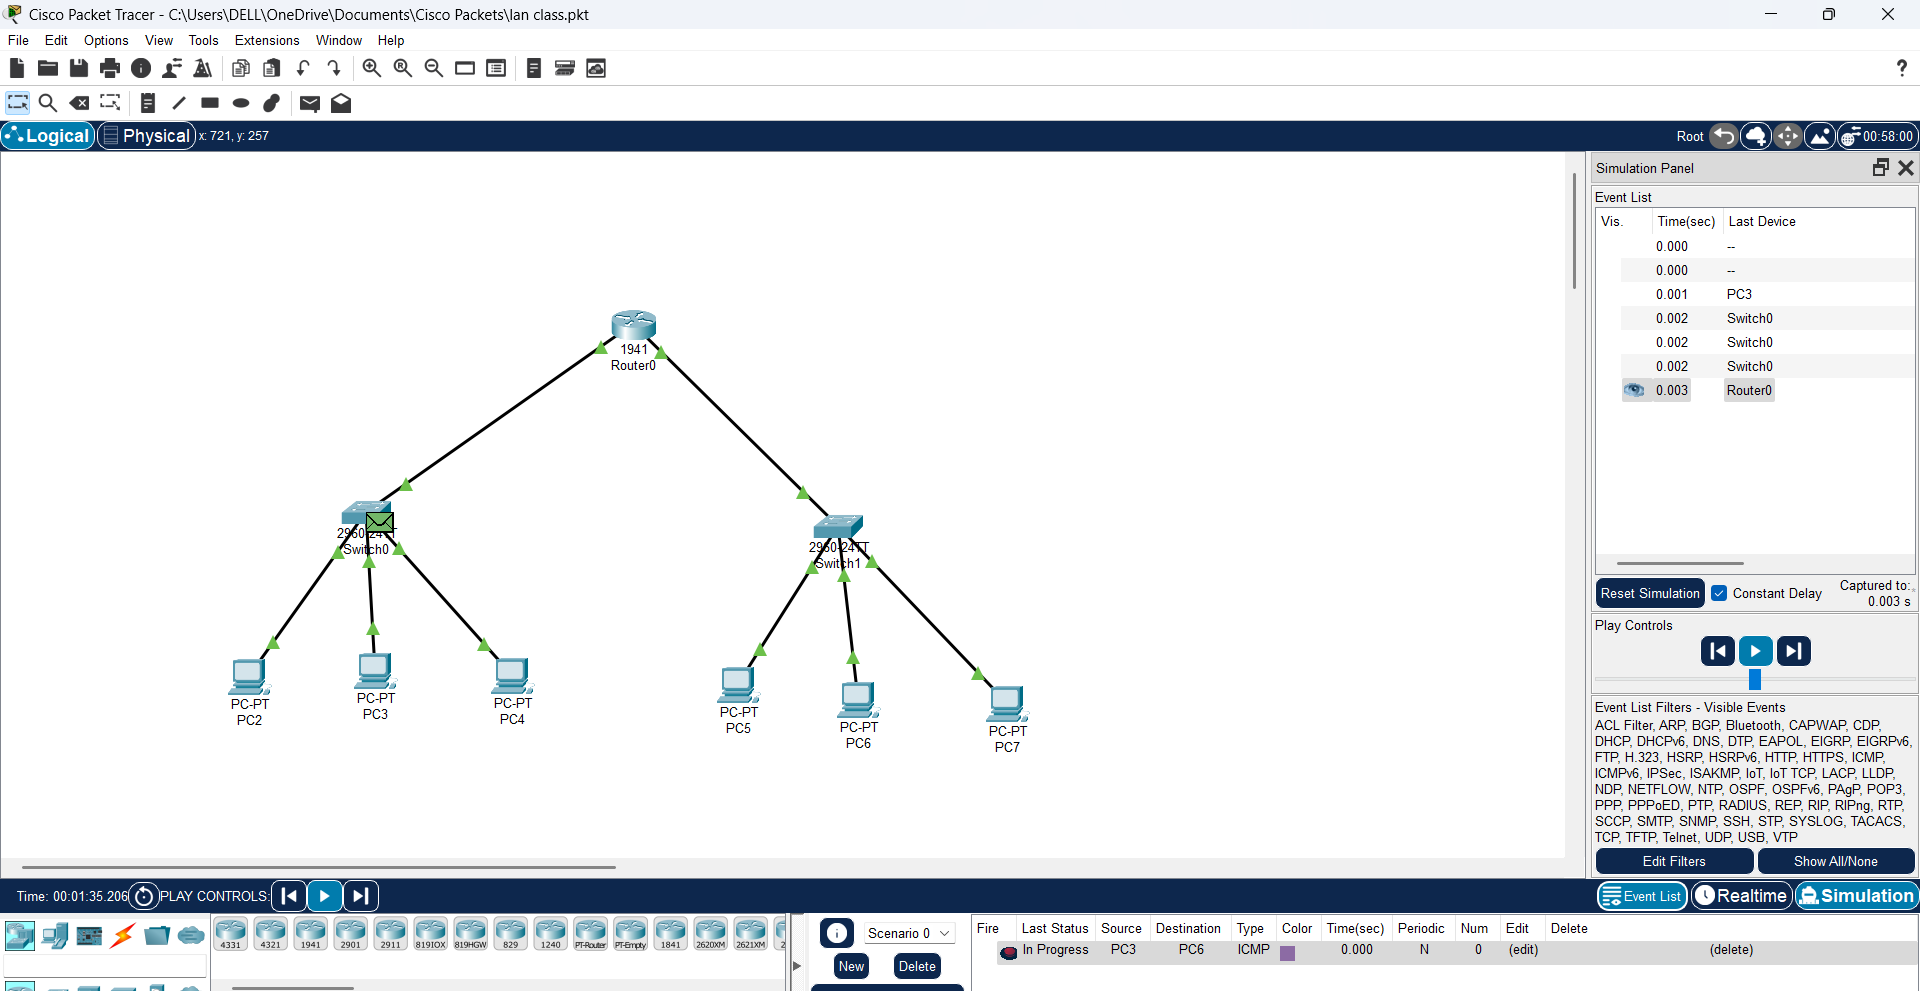 Cisco Packet Tracer - C:\Users\DELL\OneDrive\Documents\Cisco Packets\lan class.pkt
File Edit Options View Tools Extensions Window Help
Logical Physical x: 721, y: 257 Root 00:58:00
Simulation Panel
Event List
Vis. Time(sec) Last Device
0.000 --
0.000 --
0.001 PC3
0.002 Switch0
0.002 Switch0
0.002 Switch0
0.003 Router0
1941
Router0
Switch0
2960-24TT
Switch1
PC-PT
PC2
PC-PT
PC3
PC-PT
PC4
PC-PT
PC5
PC-PT
PC6
PC-PT
PC7
Reset Simulation Constant Delay Captured to:
0.003 s
Play Controls
Event List Filters - Visible Events
ACL Filter, ARP, BGP, Bluetooth, CAPWAP, CDP,
DHCP, DHCPv6, DNS, DTP, EAPOL, EIGRP, EIGRPv6,
FTP, H.323, HSRP, HSRPv6, HTTP, HTTPS, ICMP,
ICMPv6, IPSec, ISAKMP, IoT, IoT TCP, LACP, LLDP,
NDP, NETFLOW, NTP, OSPF, OSPFv6, PAgP, POP3,
PPP, PPPoED, PTP, RADIUS, REP, RIP, RIPng, RTP,
SCCP, SMTP, SNMP, SSH, STP, SYSLOG, TACACS,
TCP, TFTP, Telnet, UDP, USB, VTP
Edit Filters Show All/None
Time: 00:01:35.206 PLAY CONTROLS: Event List Realtime Simulation
4331 4321 1941 2901 2911 819IOX 819HGW 829 1240 PT-Router PT-Empty 1841 2620XM 2621XM 2
Scenario 0
New Delete
Fire Last Status Source Destination Type Color Time(sec) Periodic Num Edit Delete
In Progress PC3 PC6 ICMP 0.000 N 0 (edit) (delete)